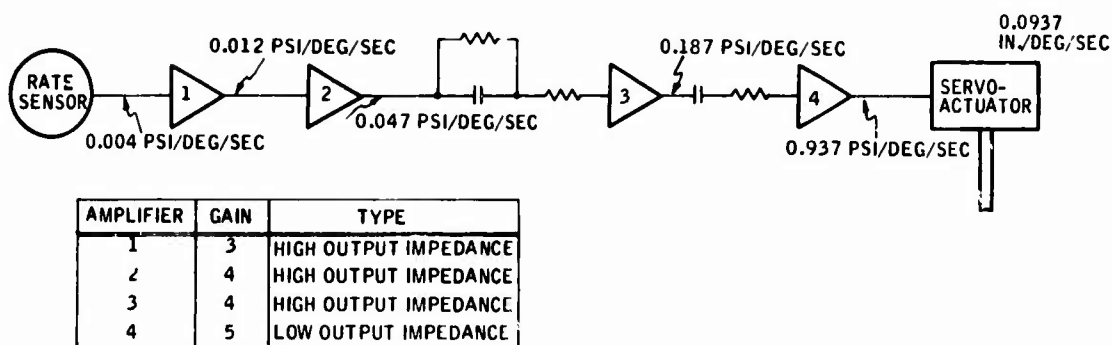 0.0937
IN./DEG/SEC
0.012 PSI/DEG/SEC
0.187 PSI/DEG/SEC
RATE
SENSOR
1
2
3
4
SERVO-
ACTUATOR
0.004 PSI/DEG/SEC
0.047 PSI/DEG/SEC
0.937 PSI/DEG/SEC
AMPLIFIER GAIN TYPE
1 3 HIGH OUTPUT IMPEDANCE
2 4 HIGH OUTPUT IMPEDANCE
3 4 HIGH OUTPUT IMPEDANCE
4 5 LOW OUTPUT IMPEDANCE